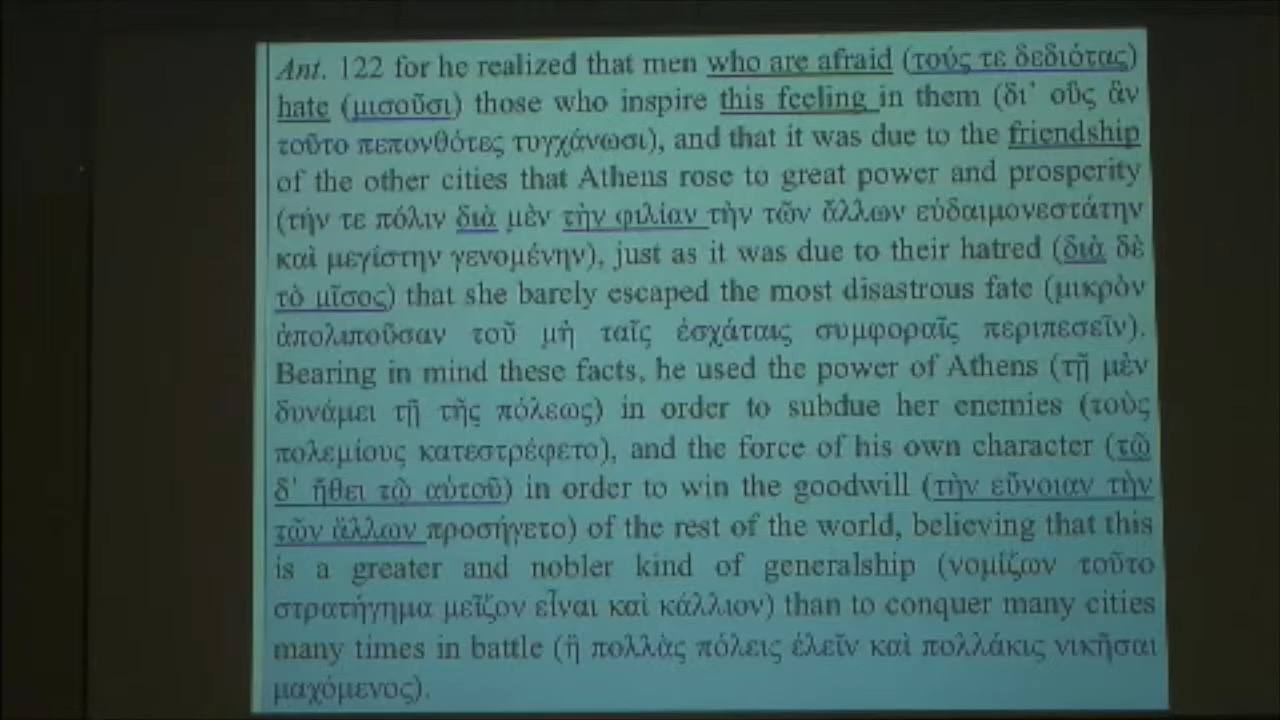 Ant. 122 for he realized that men who are afraid (τούς τε δεδιότας)
hate (μισοῦσι) those who inspire this feeling in them (δι᾽ οὓς ἂν
τοῦτο πεπονθότες τυγχάνωσι), and that it was due to the friendship
of the other cities that Athens rose to great power and prosperity
(τήν τε πόλιν διὰ μὲν τὴν φιλίαν τὴν τῶν ἄλλων εὐδαιμονεστάτην
καὶ μεγίστην γενομένην), just as it was due to their hatred (διὰ δὲ
τὸ μῖσος) that she barely escaped the most disastrous fate (μικρὸν
ἀπολιποῦσαν τοῦ μὴ ταῖς ἐσχάταις συμφοραῖς περιπεσεῖν).
Bearing in mind these facts, he used the power of Athens (τῇ μὲν
δυνάμει τῇ τῆς πόλεως) in order to subdue her enemies (τοὺς
πολεμίους κατεστρέφετο), and the force of his own character (τῷ
δ᾽ ἤθει τῷ αὑτοῦ) in order to win the goodwill (τὴν εὔνοιαν τὴν
τῶν ἄλλων προσήγετο) of the rest of the world, believing that this
is a greater and nobler kind of generalship (νομίζων τοῦτο
στρατήγημα μεῖζον εἶναι καὶ κάλλιον) than to conquer many cities
many times in battle (ἢ πολλὰς πόλεις ἑλεῖν καὶ πολλάκις νικῆσαι
μαχόμενος).